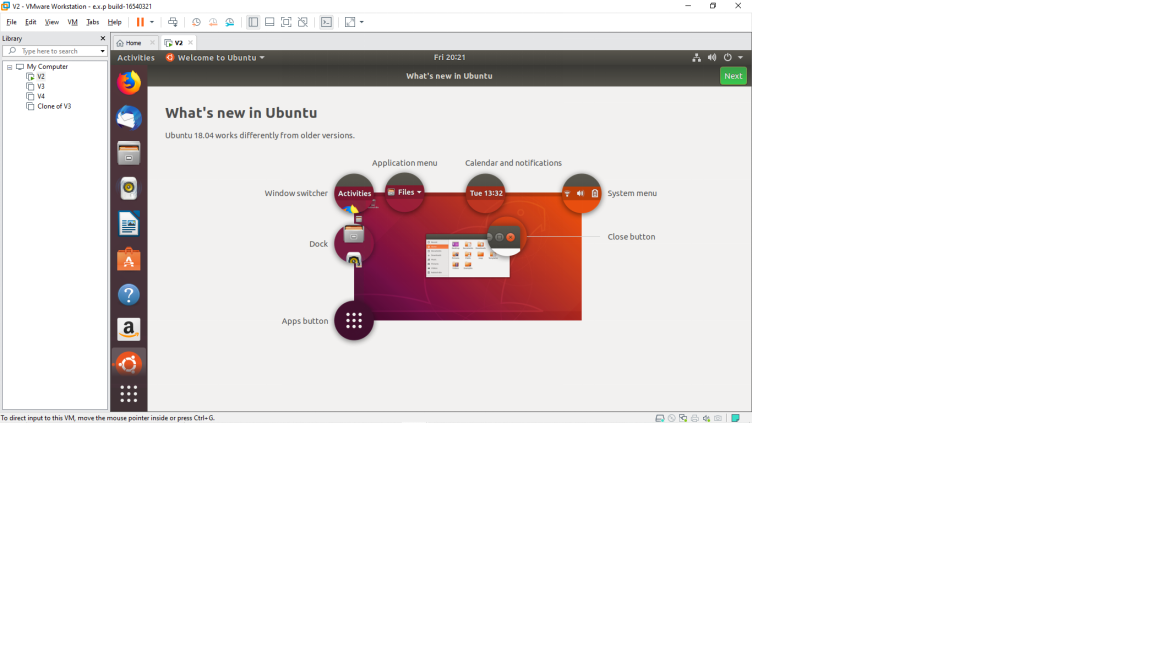 V2 - VMware Workstation - e.x.p build-16540321
File Edit View VM Tabs Help
Library
Type here to search
My Computer
V2
V3
V4
Clone of V3
Home
V2
Activities
Welcome to Ubuntu
Fri 20:21
What's new in Ubuntu
Next
What's new in Ubuntu
Ubuntu 18.04 works differently from older versions.
Application menu
Calendar and notifications
Window switcher
Activities
Files
Tue 13:32
System menu
Dock
Close button
Apps button
To direct input to this VM, move the mouse pointer inside or press Ctrl+G.